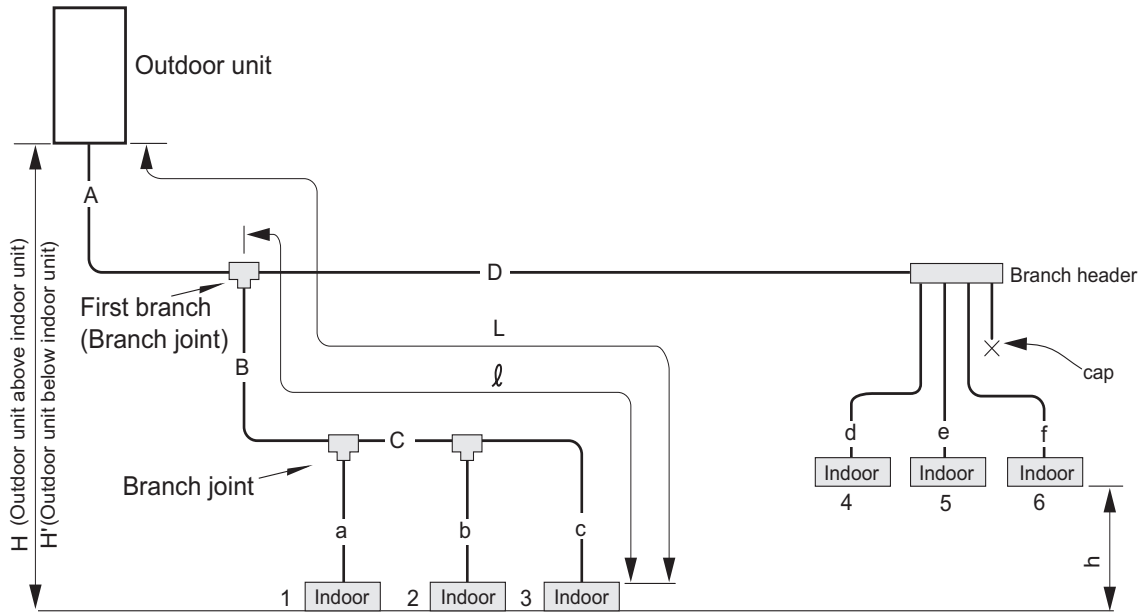 Outdoor unit
A
H (Outdoor unit above indoor unit)
H'(Outdoor unit below indoor unit)
First branch
(Branch joint)
D
Branch header
cap
L
ℓ
B
C
Branch joint
a
b
c
d
e
f
Indoor
4
Indoor
5
Indoor
6
h
1 Indoor
2 Indoor
3 Indoor